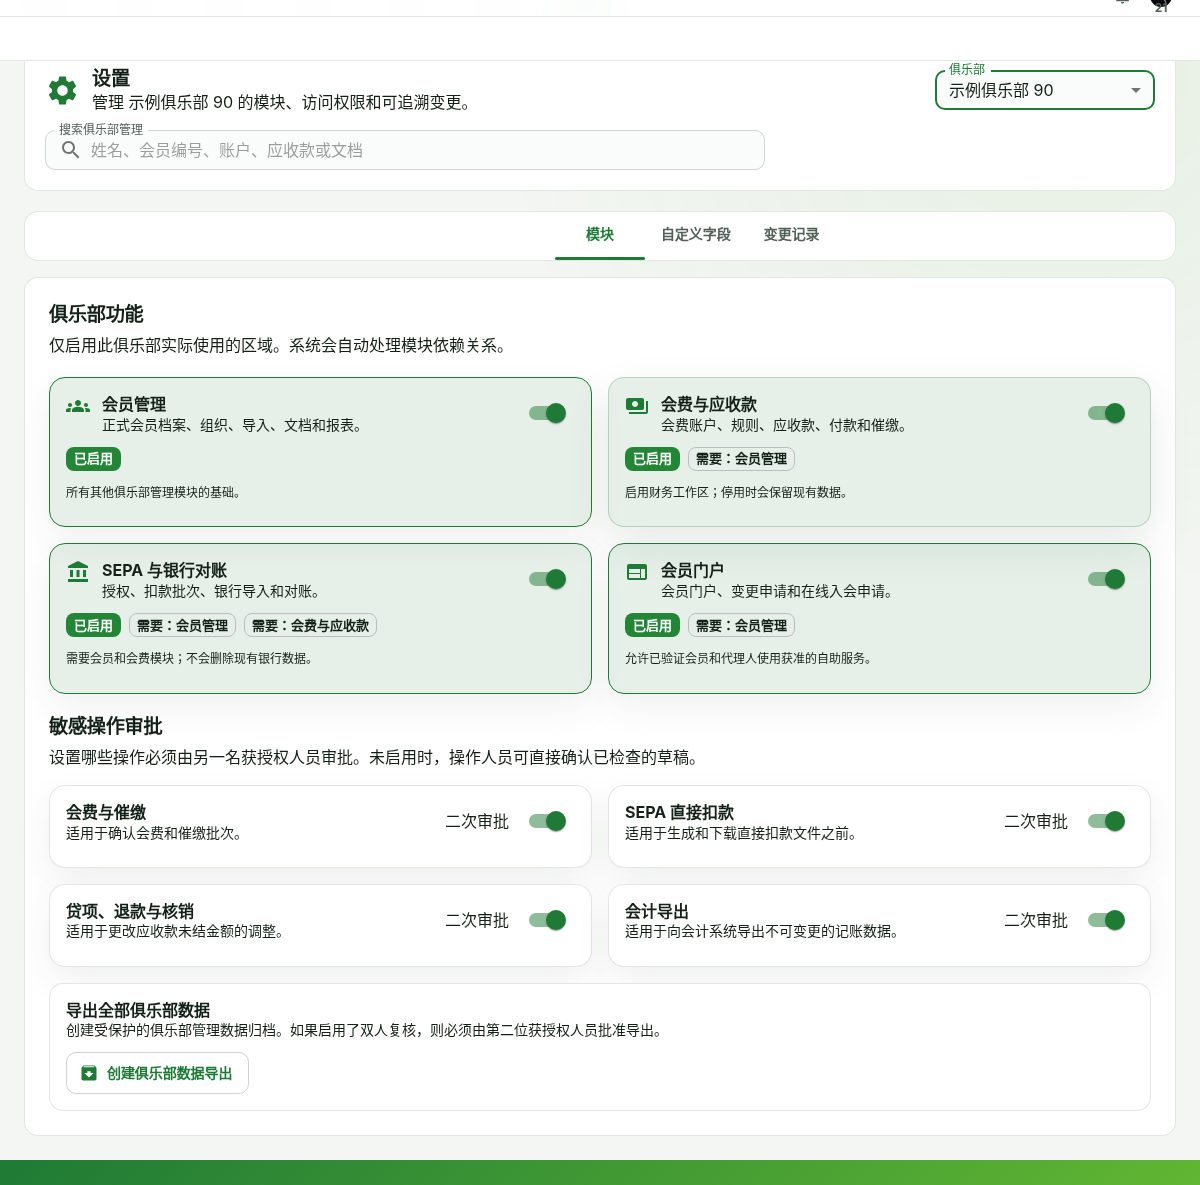 21
设置
管理 示例俱乐部 90 的模块、访问权限和可追溯变更。
俱乐部
示例俱乐部 90
搜索俱乐部管理
姓名、会员编号、账户、应收款或文档
模块
自定义字段
变更记录
俱乐部功能
仅启用此俱乐部实际使用的区域。系统会自动处理模块依赖关系。
会员管理
正式会员档案、组织、导入、文档和报表。
已启用
所有其他俱乐部管理模块的基础。
会费与应收款
会费账户、规则、应收款、付款和催缴。
已启用
需要：会员管理
启用财务工作区；停用时会保留现有数据。
SEPA 与银行对账
授权、扣款批次、银行导入和对账。
已启用
需要：会员管理
需要：会费与应收款
需要会员和会费模块；不会删除现有银行数据。
会员门户
会员门户、变更申请和在线入会申请。
已启用
需要：会员管理
允许已验证会员和代理人使用获准的自助服务。
敏感操作审批
设置哪些操作必须由另一名获授权人员审批。未启用时，操作人员可直接确认已检查的草稿。
会费与催缴
适用于确认会费和催缴批次。
二次审批
SEPA 直接扣款
适用于生成和下载直接扣款文件之前。
二次审批
贷项、退款与核销
适用于更改应收款未结金额的调整。
二次审批
会计导出
适用于向会计系统导出不可变更的记账数据。
二次审批
导出全部俱乐部数据
创建受保护的俱乐部管理数据归档。如果启用了双人复核，则必须由第二位获授权人员批准导出。
创建俱乐部数据导出